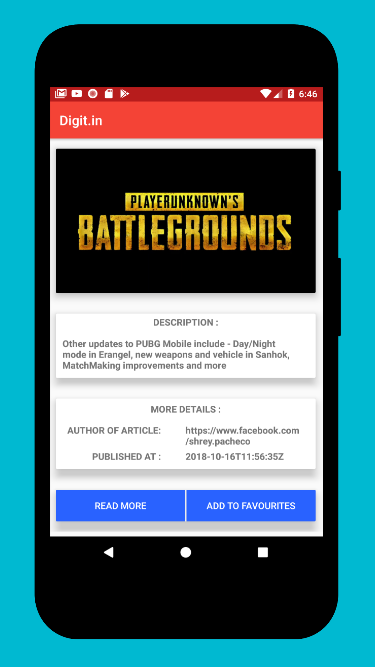 6:46
Digit.in
PLAYERUNKNOWN'S
BATTLEGROUNDS
DESCRIPTION :
Other updates to PUBG Mobile include - Day/Night
mode in Erangel, new weapons and vehicle in Sanhok,
MatchMaking improvements and more
MORE DETAILS :
AUTHOR OF ARTICLE: https://www.facebook.com
/shrey.pacheco
PUBLISHED AT : 2018-10-16T11:56:35Z
READ MORE ADD TO FAVOURITES